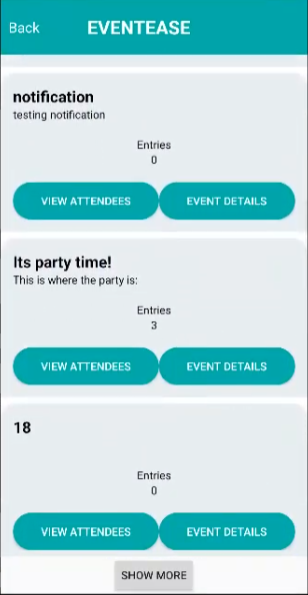 Back EVENTEASE
notification
testing notification
Entries
0
VIEW ATTENDEES EVENT DETAILS
Its party time!
This is where the party is:
Entries
3
VIEW ATTENDEES EVENT DETAILS
18
Entries
0
VIEW ATTENDEES EVENT DETAILS
SHOW MORE